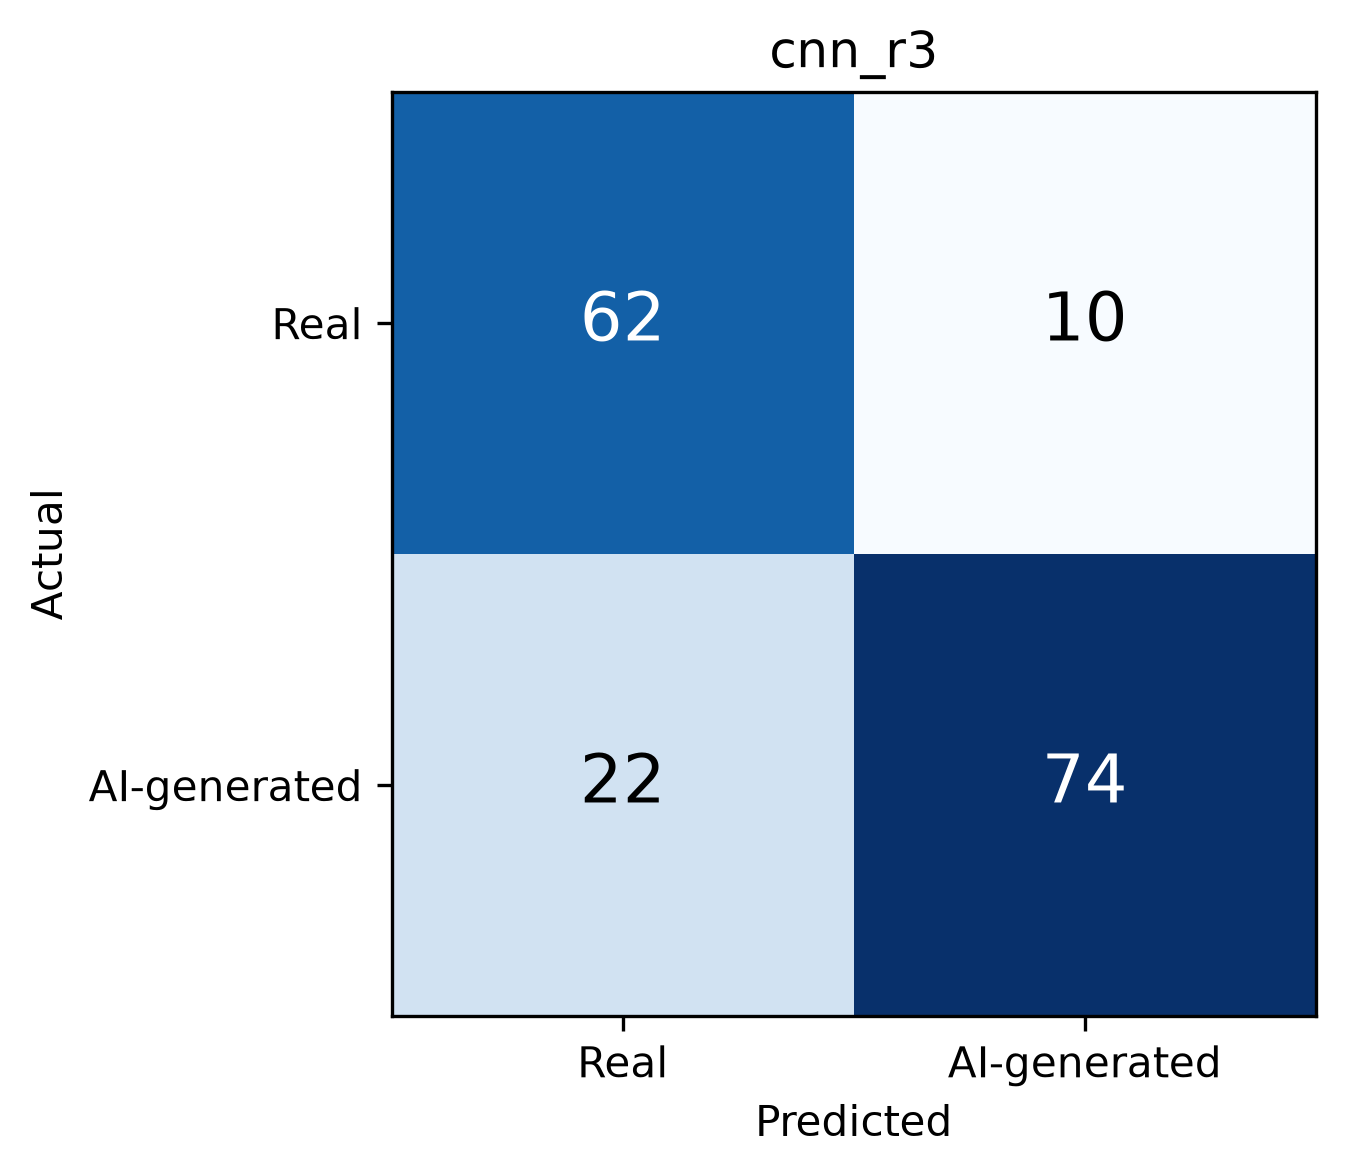 cnn_r3
Real
62
10
Actual
AI-generated
22
74
Real
AI-generated
Predicted